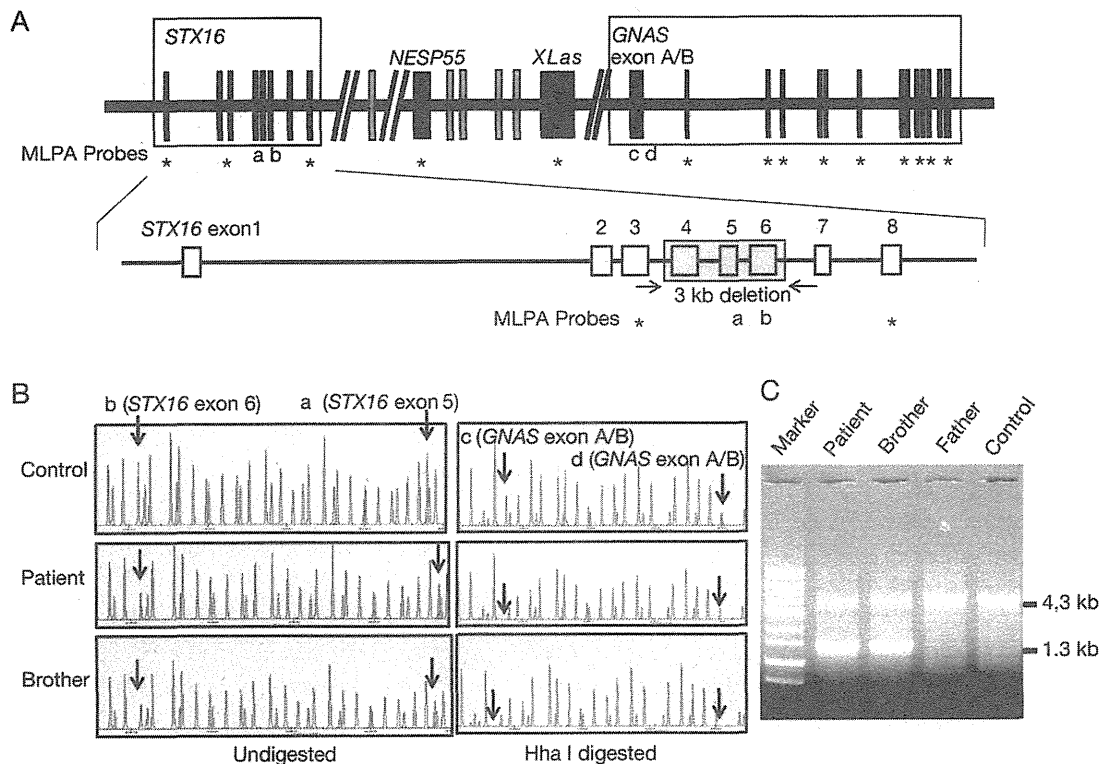 A
STX16
NESP55
XLas
GNAS
exon A/B
MLPA Probes
* * a b * * * c d * * * * * * * * *
STX16 exon1
2 3 4 5 6 7 8
3 kb deletion
MLPA Probes * a b *
B
b (STX16 exon 6)
a (STX16 exon 5)
c (GNAS exon A/B)
d (GNAS exon A/B)
Control
Patient
Brother
Undigested
Hha I digested
C
Marker
Patient
Brother
Father
Control
4.3 kb
1.3 kb